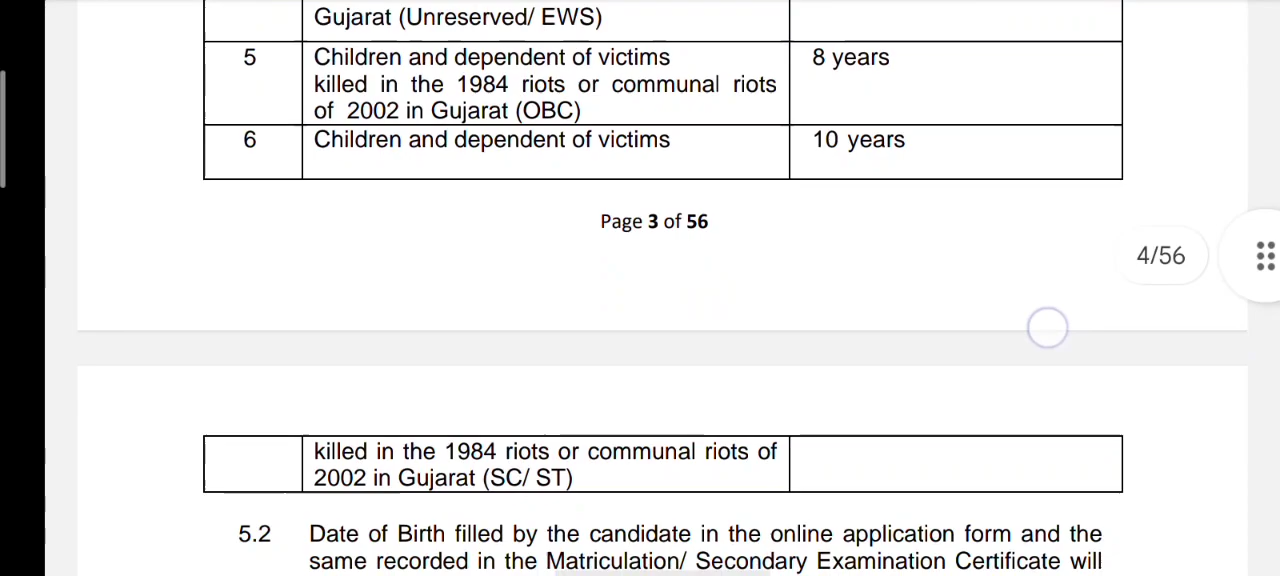 Gujarat (Unreserved/ EWS)
5 Children and dependent of victims 8 years
killed in the 1984 riots or communal riots
of 2002 in Gujarat (OBC)
6 Children and dependent of victims 10 years
Page 3 of 56
4/56
killed in the 1984 riots or communal riots of
2002 in Gujarat (SC/ ST)
5.2 Date of Birth filled by the candidate in the online application form and the
same recorded in the Matriculation/ Secondary Examination Certificate will